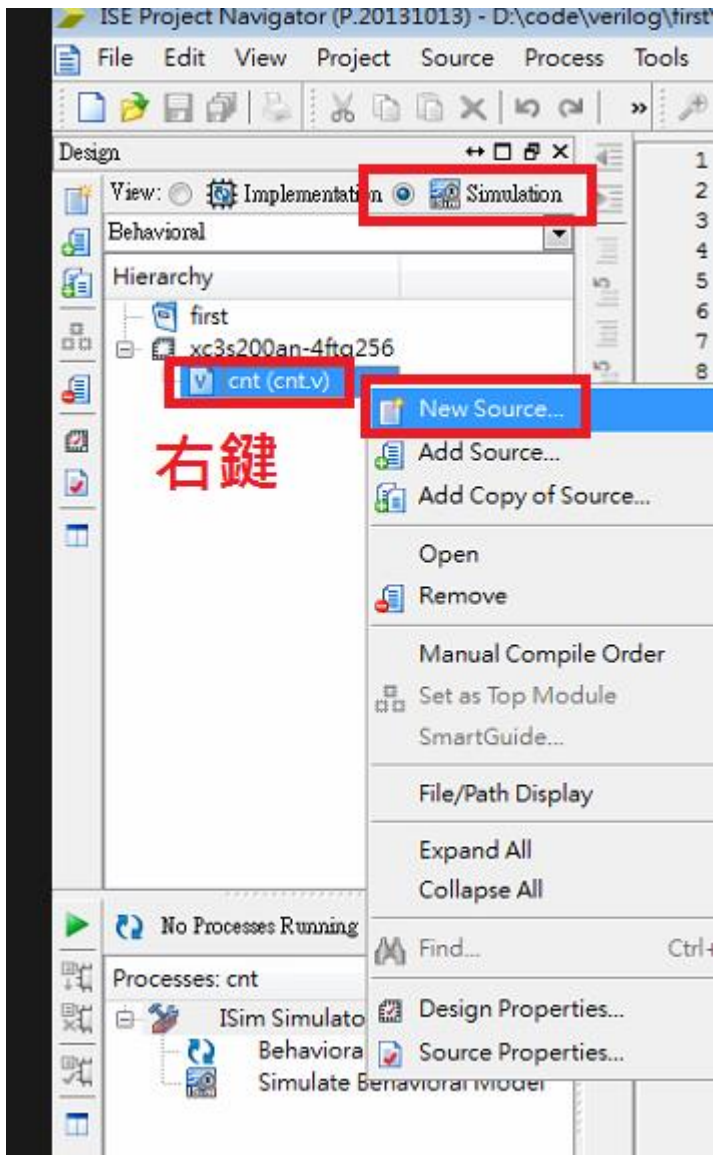 ISE Project Navigator (P.20131013) - D:\code\verilog\first\
File Edit View Project Source Process Tools
»
Design
View: Implementation Simulation
Behavioral
Hierarchy
first
xc3s200an-4ftg256
cnt (cnt.v)
右鍵
New Source...
Add Source...
Add Copy of Source...
Open
Remove
Manual Compile Order
Set as Top Module
SmartGuide...
File/Path Display
Expand All
Collapse All
Find... Ctrl+
Design Properties...
Source Properties...
No Processes Running
Processes: cnt
ISim Simulato
Behaviora
Simulate Behavioral Model
1
2
3
4
5
6
7
8